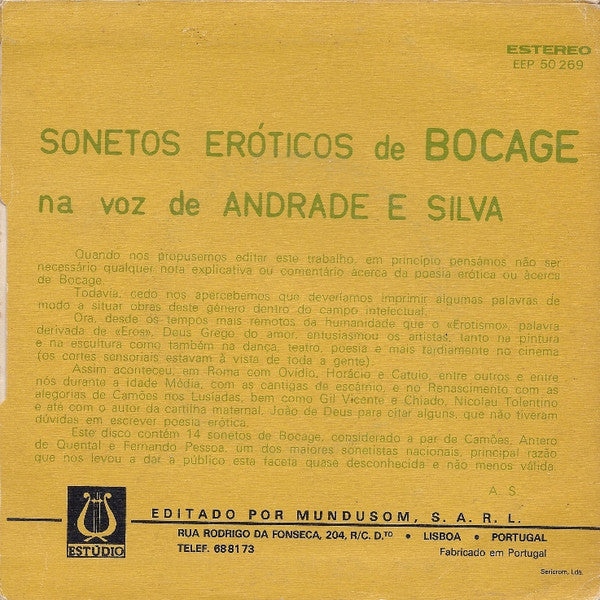 ESTEREO
EEP 50 269
SONETOS ERÓTICOS de BOCAGE
na voz de ANDRADE E SILVA
Quando nos propusemos editar este trabalho, em princípio pensámos não ser
necessário qualquer nota explicativa ou comentário ácerca da poesia erótica ou ácerca
de Bocage.
Todavia, cedo nos apercebemos que deveríamos imprimir algumas palavras de
modo a situar obras deste género dentro do campo intelectual.
Ora, desde os tempos mais remotos da humanidade que o «Erotismo», palavra
derivada de «Eros», Deus Grego do amor, entusiasmou os artistas, tanto na pintura
e na escultura como também na dança, teatro, poesia e mais tardiamente no cinema
(os cortes sensoriais estavam à vista de toda a gente).
Assim aconteceu, em Roma com Ovídio, Horácio e Catulo, entre outros e entre
nós durante a Idade Média, com as cantigas de escárnio, e no Renascimento com as
alegorias de Camões nos Lusíadas, bem como Gil Vicente e Chiado, Nicolau Tolentino
e até com o autor da cartilha maternal, João de Deus para citar alguns, que não tiveram
dúvidas em escrever poesia erótica.
Este disco contém 14 sonetos de Bocage, considerado a par de Camões, Antero
de Quental e Fernando Pessoa, um dos maiores sonetistas nacionais, principal razão
que nos levou a dar a público esta faceta quase desconhecida e não menos válida.
A. S.
ESTÚDIO
EDITADO POR MUNDUSOM, S. A. R. L.
RUA RODRIGO DA FONSECA, 204, R/C. D.TO • LISBOA • PORTUGAL
TELEF. 688173
Fabricado em Portugal
Sericrom, Lda.